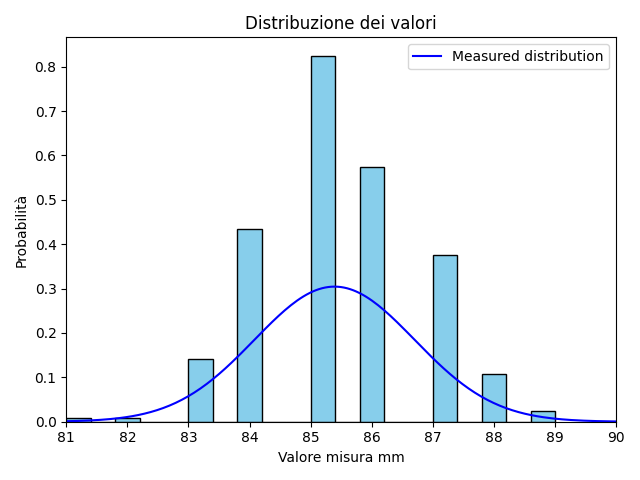 Distribuzione dei valori
Measured distribution
Probabilità
0.8
0.7
0.6
0.5
0.4
0.3
0.2
0.1
0.0
81 82 83 84 85 86 87 88 89 90
Valore misura mm